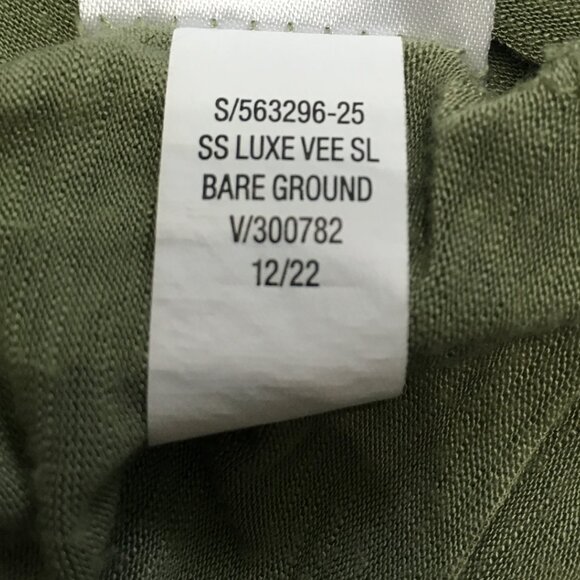 S/563296-25
SS LUXE VEE SL
BARE GROUND
V/300782
12/22